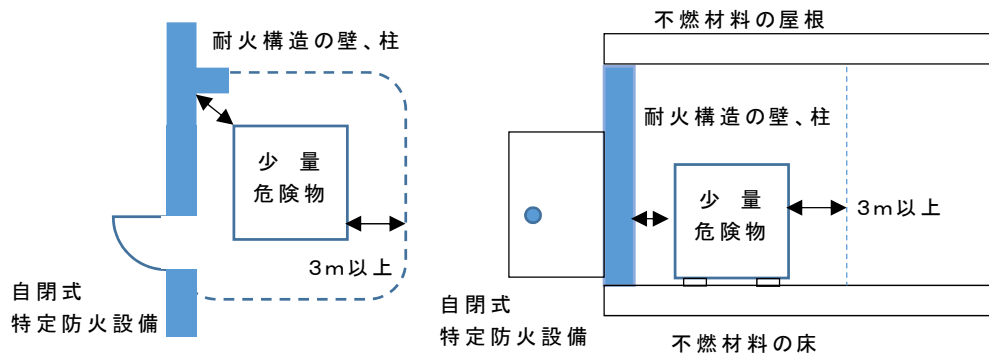 耐火構造の壁、柱
少 量
危険物
3ｍ以上
自閉式
特定防火設備
不燃材料の屋根
耐火構造の壁、柱
少 量
危険物
3ｍ以上
自閉式
特定防火設備
不燃材料の床